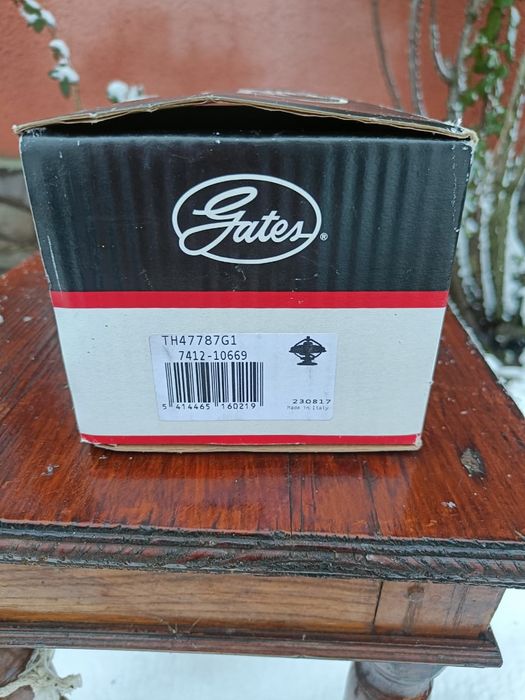 Gates®
TH47787G1
7412-10669
5 414465 160219
230817
Made in Italy